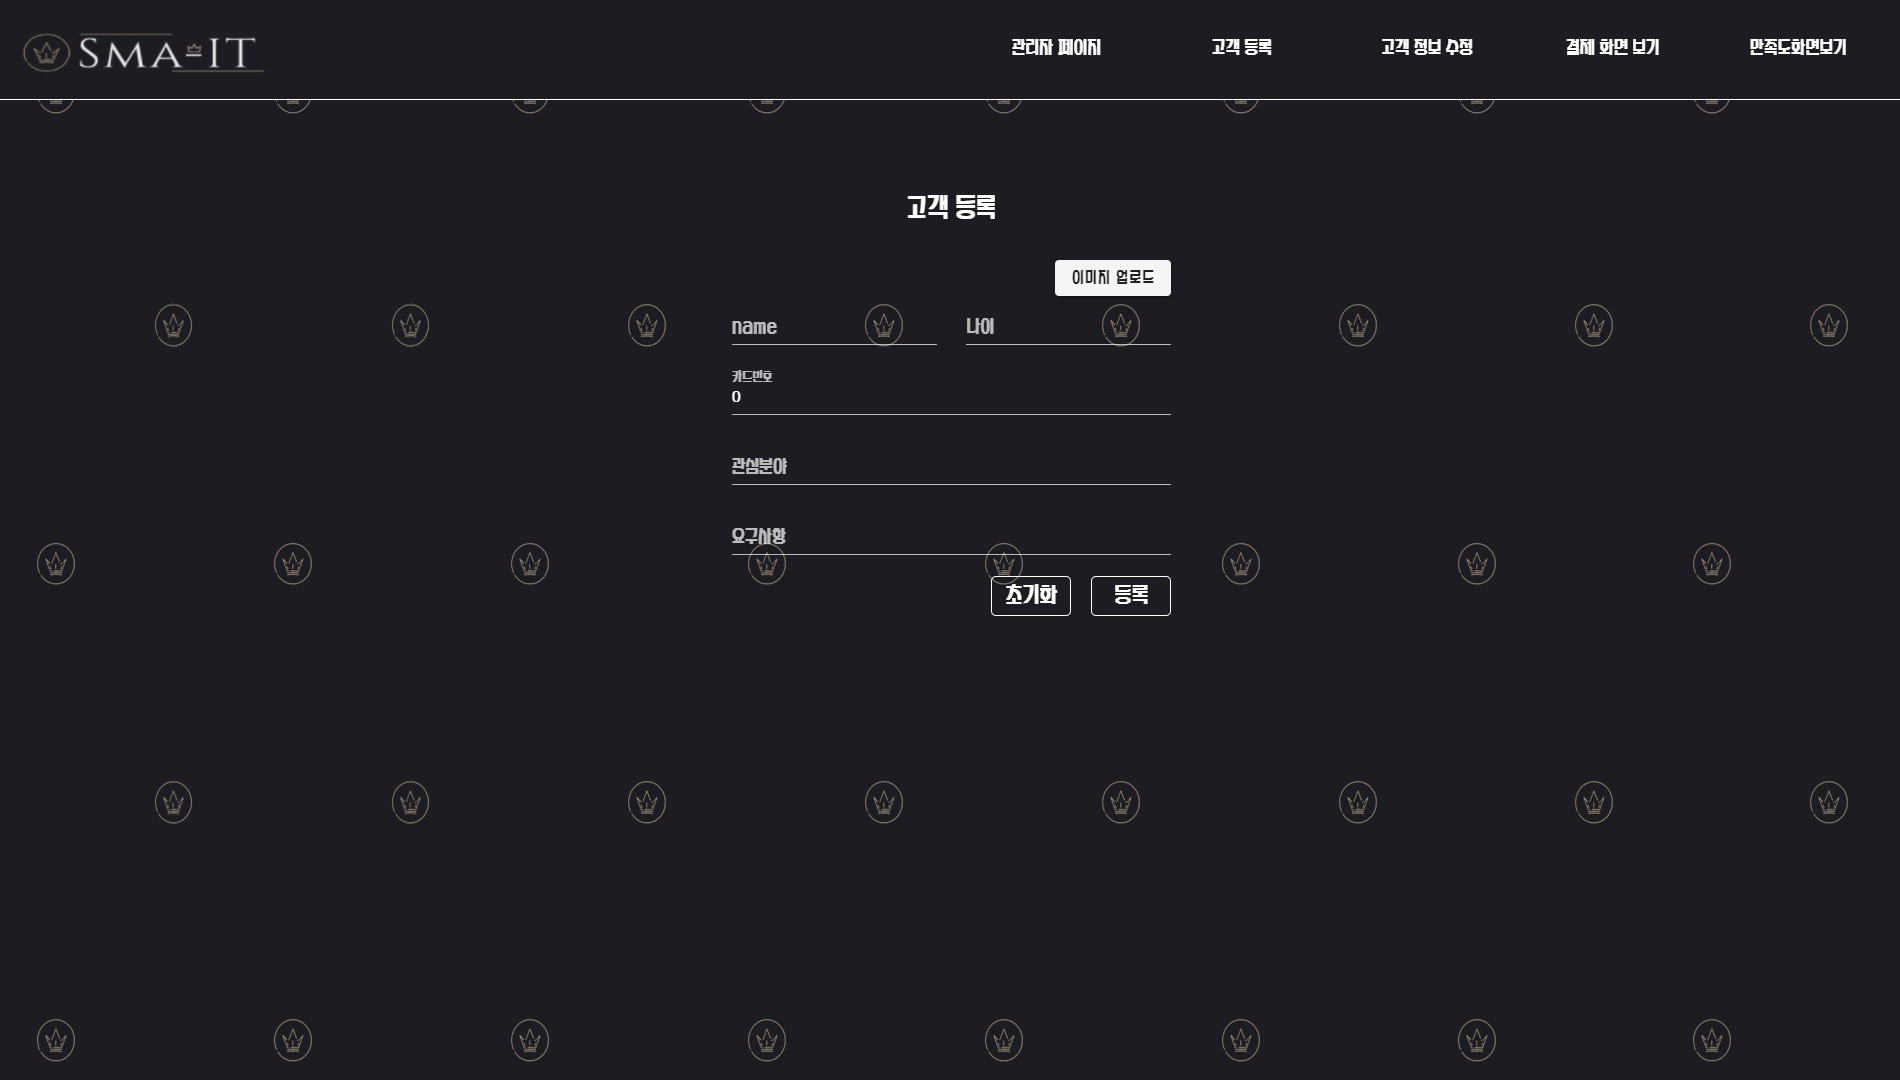 SMA-IT
관리자 페이지
고객 등록
고객 정보 수정
결제 화면 보기
만족도화면보기
고객 등록
이미지 업로드
name
나이
카드번호
0
관심분야
요구사항
초기화
등록